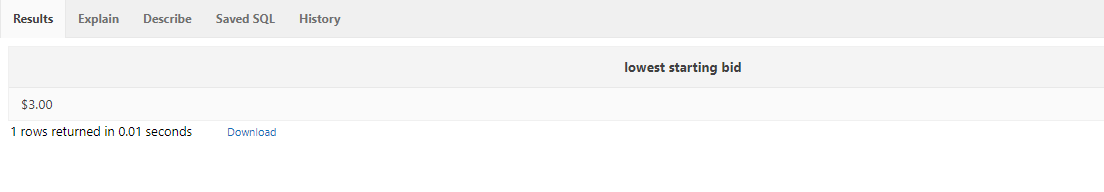 Results Explain Describe Saved SQL History
lowest starting bid
$3.00
1 rows returned in 0.01 seconds Download